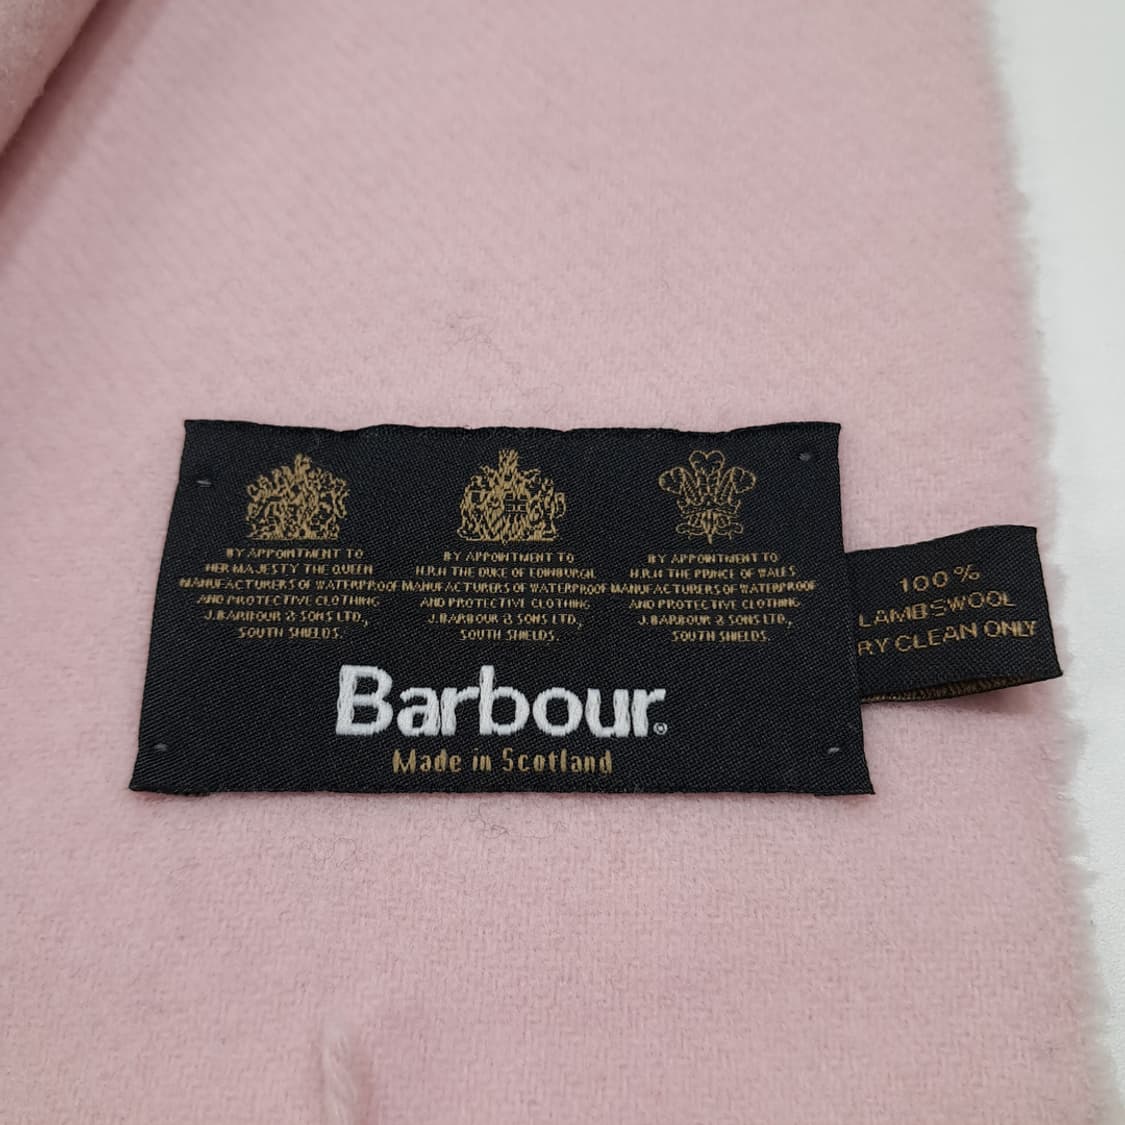 BY APPOINTMENT TO
HER MAJESTY THE QUEEN
MANUFACTURERS OF WATERPROOF
AND PROTECTIVE CLOTHING
J. BARBOUR & SONS LTD.,
SOUTH SHIELDS.
BY APPOINTMENT TO
H.R.H THE DUKE OF EDINBURGH
MANUFACTURERS OF WATERPROOF
AND PROTECTIVE CLOTHING
J. BARBOUR & SONS LTD.,
SOUTH SHIELDS.
BY APPOINTMENT TO
H.R.H THE PRINCE OF WALES
MANUFACTURERS OF WATERPROOF
AND PROTECTIVE CLOTHING
J. BARBOUR & SONS LTD.,
SOUTH SHIELDS.
Barbour®
Made in Scotland
100%
LAMBSWOOL
RY CLEAN ONLY